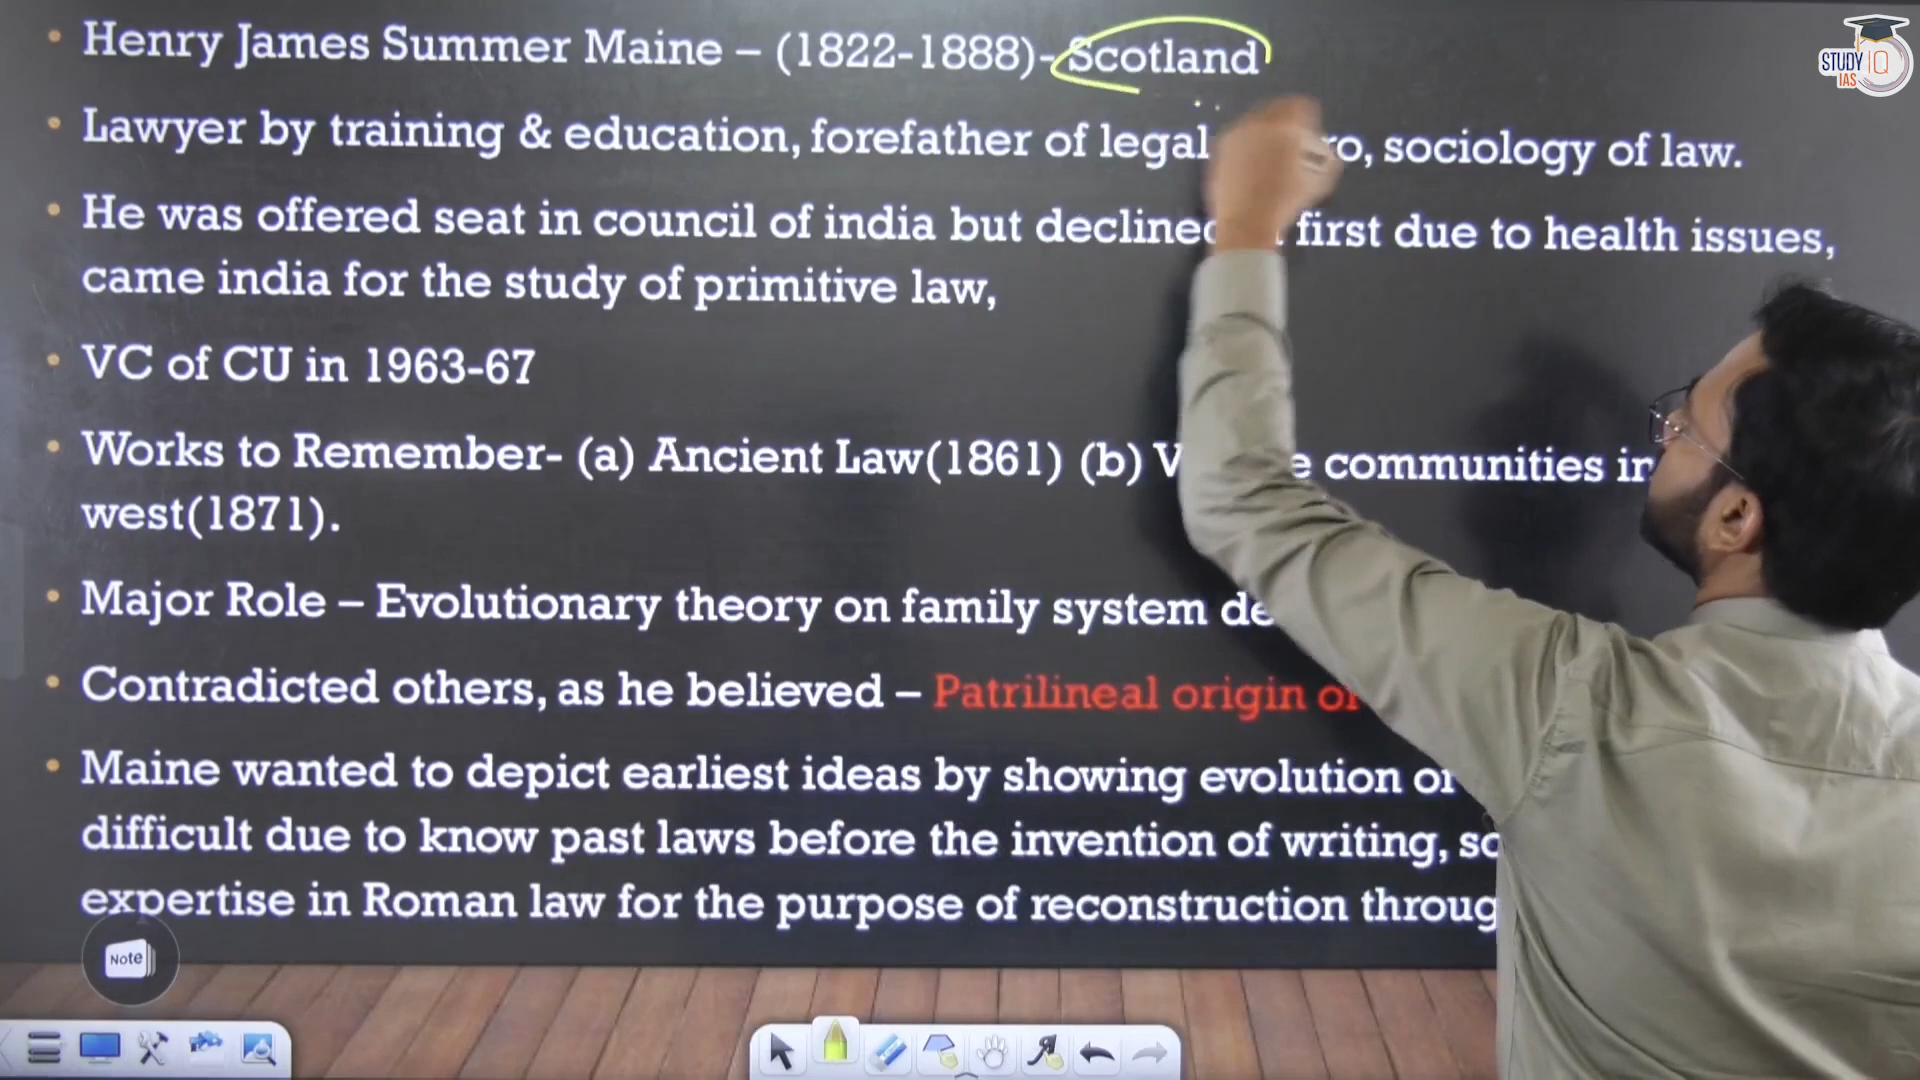 Henry James Summer Maine – (1822-1888)- Scotland
STUDY IQ
IAS
Lawyer by training & education, forefather of legal sociology of law.
He was offered seat in council of india but declined first due to health issues,
came india for the study of primitive law,
VC of CU in 1963-67
Works to Remember- (a) Ancient Law(1861) (b) communities in
west(1871).
Major Role – Evolutionary theory on family system
Contradicted others, as he believed – Patrilineal origin
Maine wanted to depict earliest ideas by showing evolution
difficult due to know past laws before the invention of writing,
expertise in Roman law for the purpose of reconstruction
Note